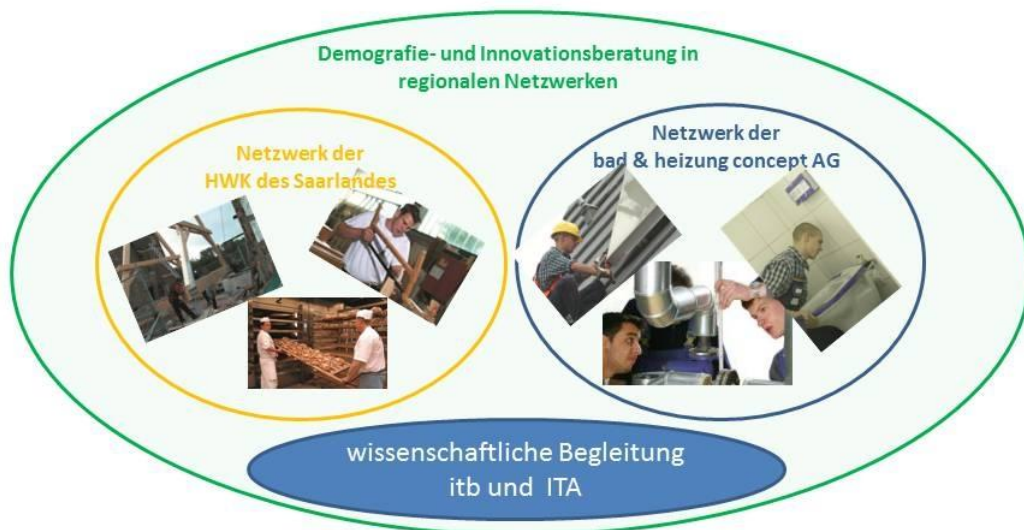 Demografie- und Innovationsberatung in
regionalen Netzwerken
Netzwerk der
HWK des Saarlandes
Netzwerk der
bad & heizung concept AG
wissenschaftliche Begleitung
itb und ITA